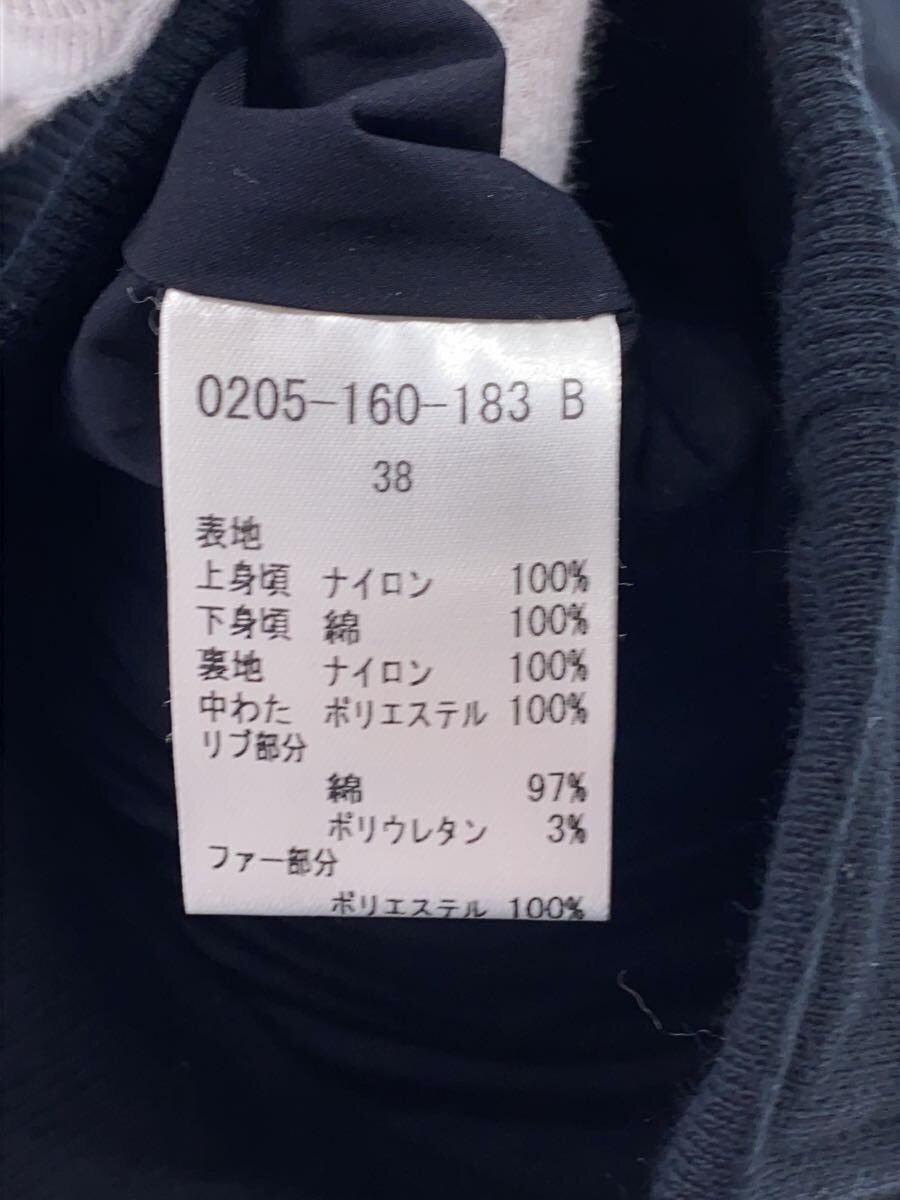 0205-160-183 B
38
表地
上身頃 ナイロン 100%
下身頃 綿 100%
裏地 ナイロン 100%
中わた ポリエステル 100%
リブ部分
綿 97%
ポリウレタン 3%
ファー部分
ポリエステル 100%